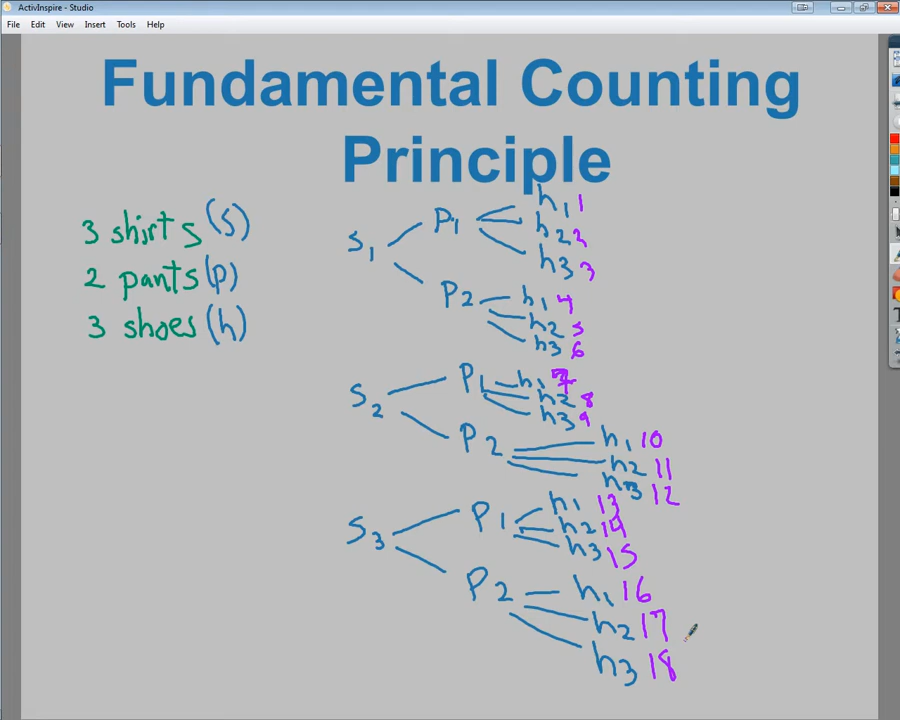 ActivInspire - Studio
File Edit View Insert Tools Help
Fundamental Counting
Principle
3 shirts (s)
2 pants (p)
3 shoes (h)
S1 P1 h1 1
h2 2
h3 3
P2 h1 4
h2 5
h3 6
S2 P1 h1 7
h2 8
h3 9
P2 h1 10
h2 11
h3 12
S3 P1 h1 13
h2 14
h3 15
P2 h1 16
h2 17
h3 18